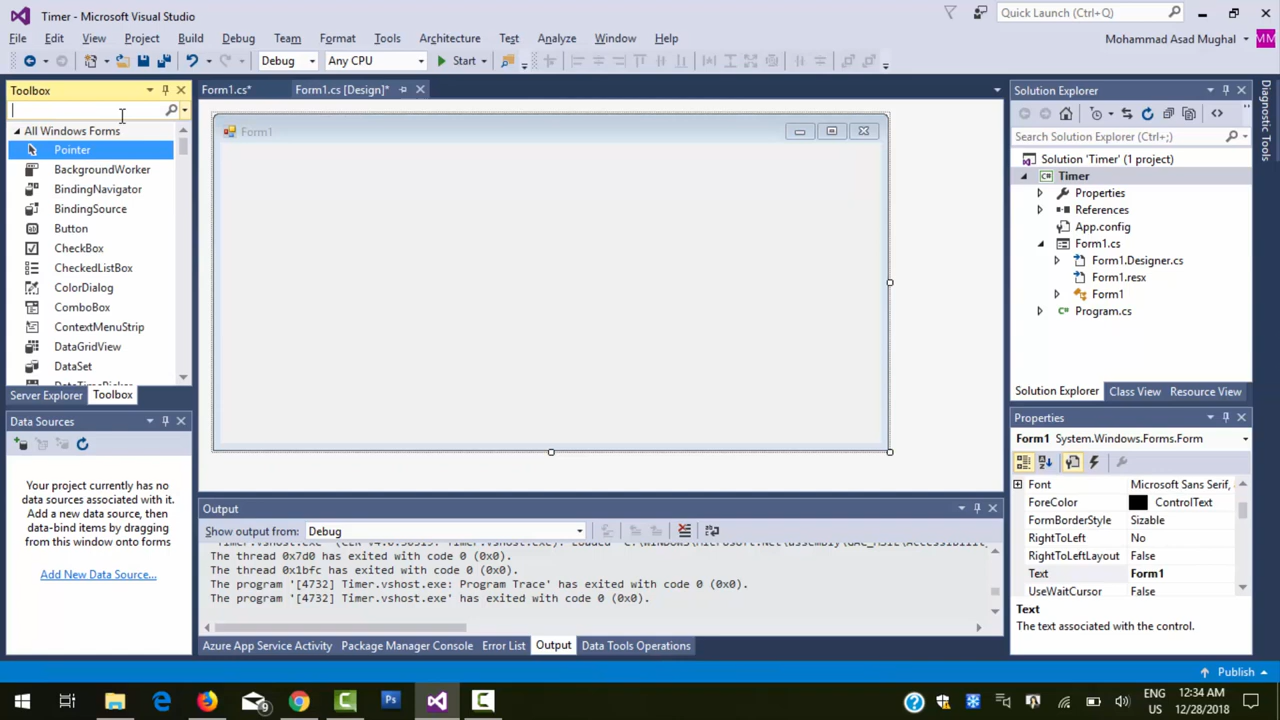 Timer - Microsoft Visual Studio
Quick Launch (Ctrl+Q)
File Edit View Project Build Debug Team Format Tools Architecture Test Analyze Window Help
Mohammad Asad Mughal MM
Debug Any CPU Start
Toolbox
All Windows Forms
Pointer
BackgroundWorker
BindingNavigator
BindingSource
Button
CheckBox
CheckedListBox
ColorDialog
ComboBox
ContextMenuStrip
DataGridView
DataSet
DateTimePicker
Server Explorer Toolbox
Data Sources
Your project currently has no
data sources associated with it.
Add a new data source, then
data-bind items by dragging
from this window onto forms
Add New Data Source...
Form1.cs* Form1.cs [Design]*
Form1
Output
Show output from: Debug
The thread 0x7d0 has exited with code 0 (0x0).
The thread 0x1bfc has exited with code 0 (0x0).
The program '[4732] Timer.vshost.exe: Program Trace' has exited with code 0 (0x0).
The program '[4732] Timer.vshost.exe' has exited with code 0 (0x0).
Azure App Service Activity Package Manager Console Error List Output Data Tools Operations
Solution Explorer
Search Solution Explorer (Ctrl+;)
Solution 'Timer' (1 project)
C# Timer
Properties
References
App.config
Form1.cs
Form1.Designer.cs
Form1.resx
Form1
C# Program.cs
Solution Explorer Class View Resource View
Properties
Form1 System.Windows.Forms.Form
Font Microsoft Sans Serif,
ForeColor ControlText
FormBorderStyle Sizable
RightToLeft No
RightToLeftLayout False
Text Form1
UseWaitCursor False
Text
The text associated with the control.
Diagnostic Tools
Publish
9
Ps
ENG
US
12:34 AM
12/28/2018